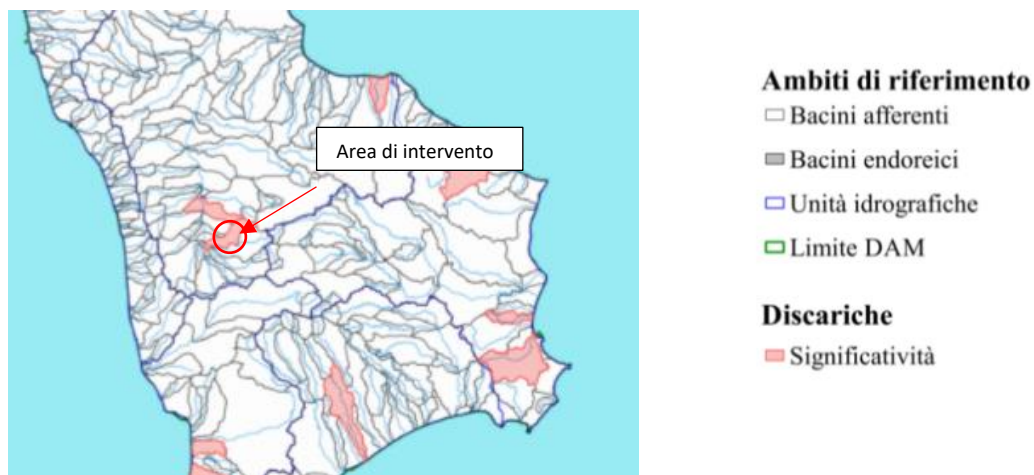 Area di intervento
Ambiti di riferimento
Bacini afferenti
Bacini endoreici
Unità idrografiche
Limite DAM
Discariche
Significatività